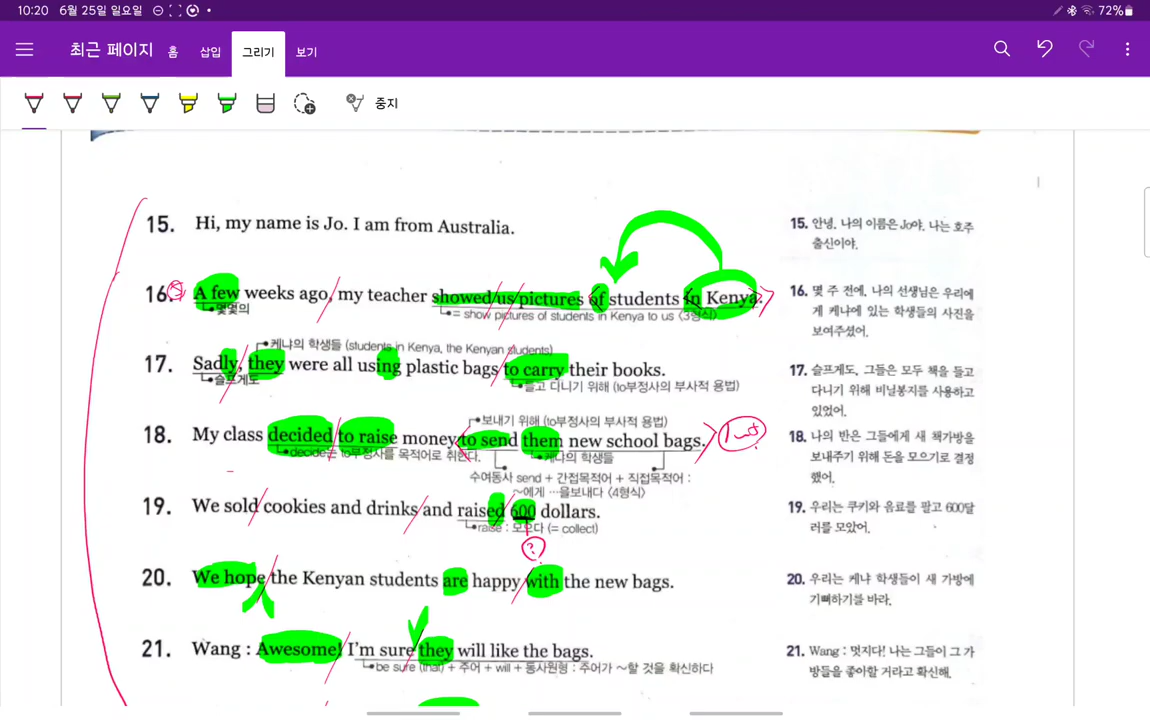 10:20 6월 25일 일요일
72%
최근 페이지 홈 삽입 그리기 보기
중지
15. Hi, my name is Jo. I am from Australia.
15. 안녕, 나의 이름은 Jo야. 나는 호주
출신이야.
16. A few weeks ago, my teacher showed us pictures of students in Kenya.
몇몇의
= show pictures of students in Kenya to us 〈3형식〉
16. 몇 주 전에, 나의 선생님은 우리에
게 케냐에 있는 학생들의 사진을
보여주셨어.
케냐의 학생들 (students in Kenya, the Kenyan students)
17. Sadly, they were all using plastic bags to carry their books.
슬프게도
들고 다니기 위해 (to부정사의 부사적 용법)
17. 슬프게도, 그들은 모두 책을 들고
다니기 위해 비닐봉지를 사용하고
있었어.
보내기 위해 (to부정사의 부사적 용법)
18. My class decided to raise money to send them new school bags.
decide는 to부정사를 목적어로 취한다.
케냐의 학생들
수여동사 send + 간접목적어 + 직접목적어 :
~에게 …을보내다 〈4형식〉
18. 나의 반은 그들에게 새 책가방을
보내주기 위해 돈을 모으기로 결정
했어.
19. We sold cookies and drinks and raised 600 dollars.
raise : 모으다 (= collect)
?
19. 우리는 쿠키와 음료를 팔고 600달
러를 모았어.
20. We hope the Kenyan students are happy with the new bags.
20. 우리는 케냐 학생들이 새 가방에
기뻐하기를 바라.
21. Wang : Awesome! I'm sure they will like the bags.
be sure (that) + 주어 + will + 동사원형 : 주어가 ~할 것을 확신하다
21. Wang : 멋지다! 나는 그들이 그 가
방들을 좋아할 거라고 확신해.